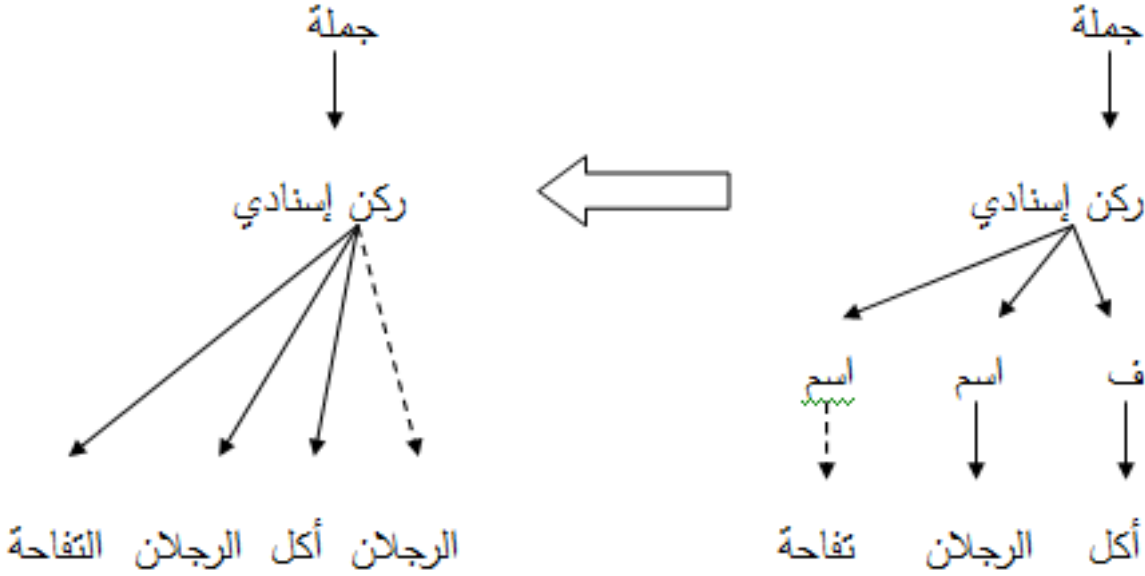 جملة جملة
ركن إسنادي ركن إسنادي
ف اسم اسم
أكل الرجلان تفاحة الرجلان أكل الرجلان التفاحة